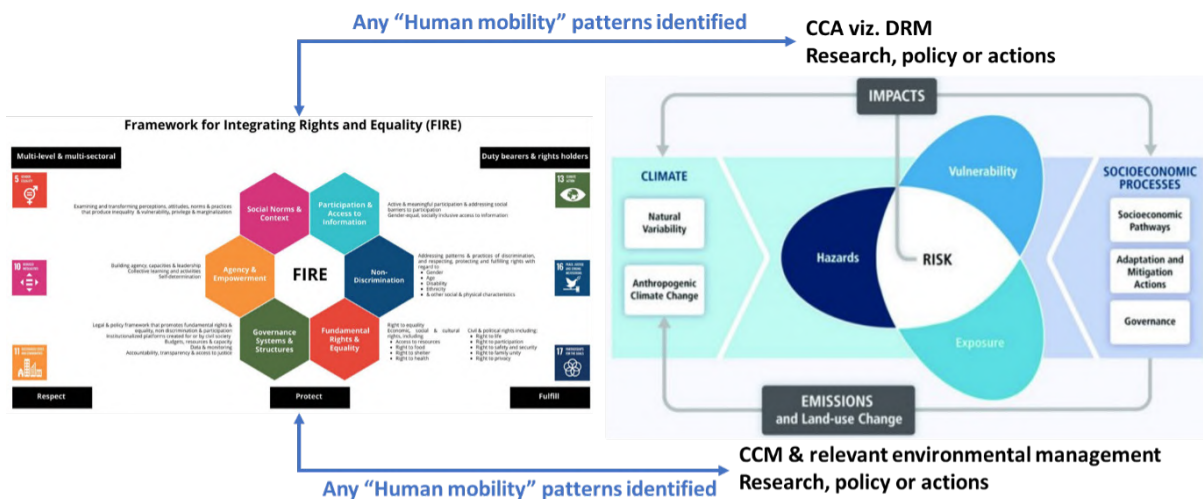 Any “Human mobility” patterns identified
CCA viz. DRM
Research, policy or actions
Framework for Integrating Rights and Equality (FIRE)
Multi-level & multi-sectoral
Duty bearers & rights holders
5
13
Social Norms &
Context
Participation &
Access to
Information
Examining and transforming perceptions, attitudes, norms & practices
that produce inequality & vulnerability, privilege & marginalization
Active & meaningful participation & addressing social
barriers to participation
Gender-equal, socially inclusive access to information
10
16
Building agency, capacities & leadership
Collective learning and activities
Self-determination
Agency &
Empowerment
FIRE
Non-
Discrimination
Addressing patterns & practices of discrimination,
and respecting, protecting and fulfilling rights with
regard to
• Gender
• Age
• Disability
• Ethnicity
• & other social & physical characteristics
Legal & policy framework that promotes fundamental rights &
equality, non discrimination & participation
Institutionalized platforms created for or by civil society
Budgets, resources & capacity
Data & monitoring
Accountability, transparency & access to justice
Governance
Systems &
Structures
Fundamental
Rights & Equality
Right to equality
Economic, social & cultural
rights, including
• Access to resources
• Right to food
• Right to shelter
• Right to health
Civil & political rights including:
• Right to life
• Right to participation
• Right to safety and security
• Right to family unity
• Right to privacy
11
17
Respect
Protect
Fulfill
IMPACTS
CLIMATE
Natural
Variability
Anthropogenic
Climate Change
Vulnerability
Hazards
RISK
Exposure
SOCIOECONOMIC
PROCESSES
Socioeconomic
Pathways
Adaptation and
Mitigation
Actions
Governance
EMISSIONS
and Land-use Change
CCM & relevant environmental management
Research, policy or actions
Any “Human mobility” patterns identified